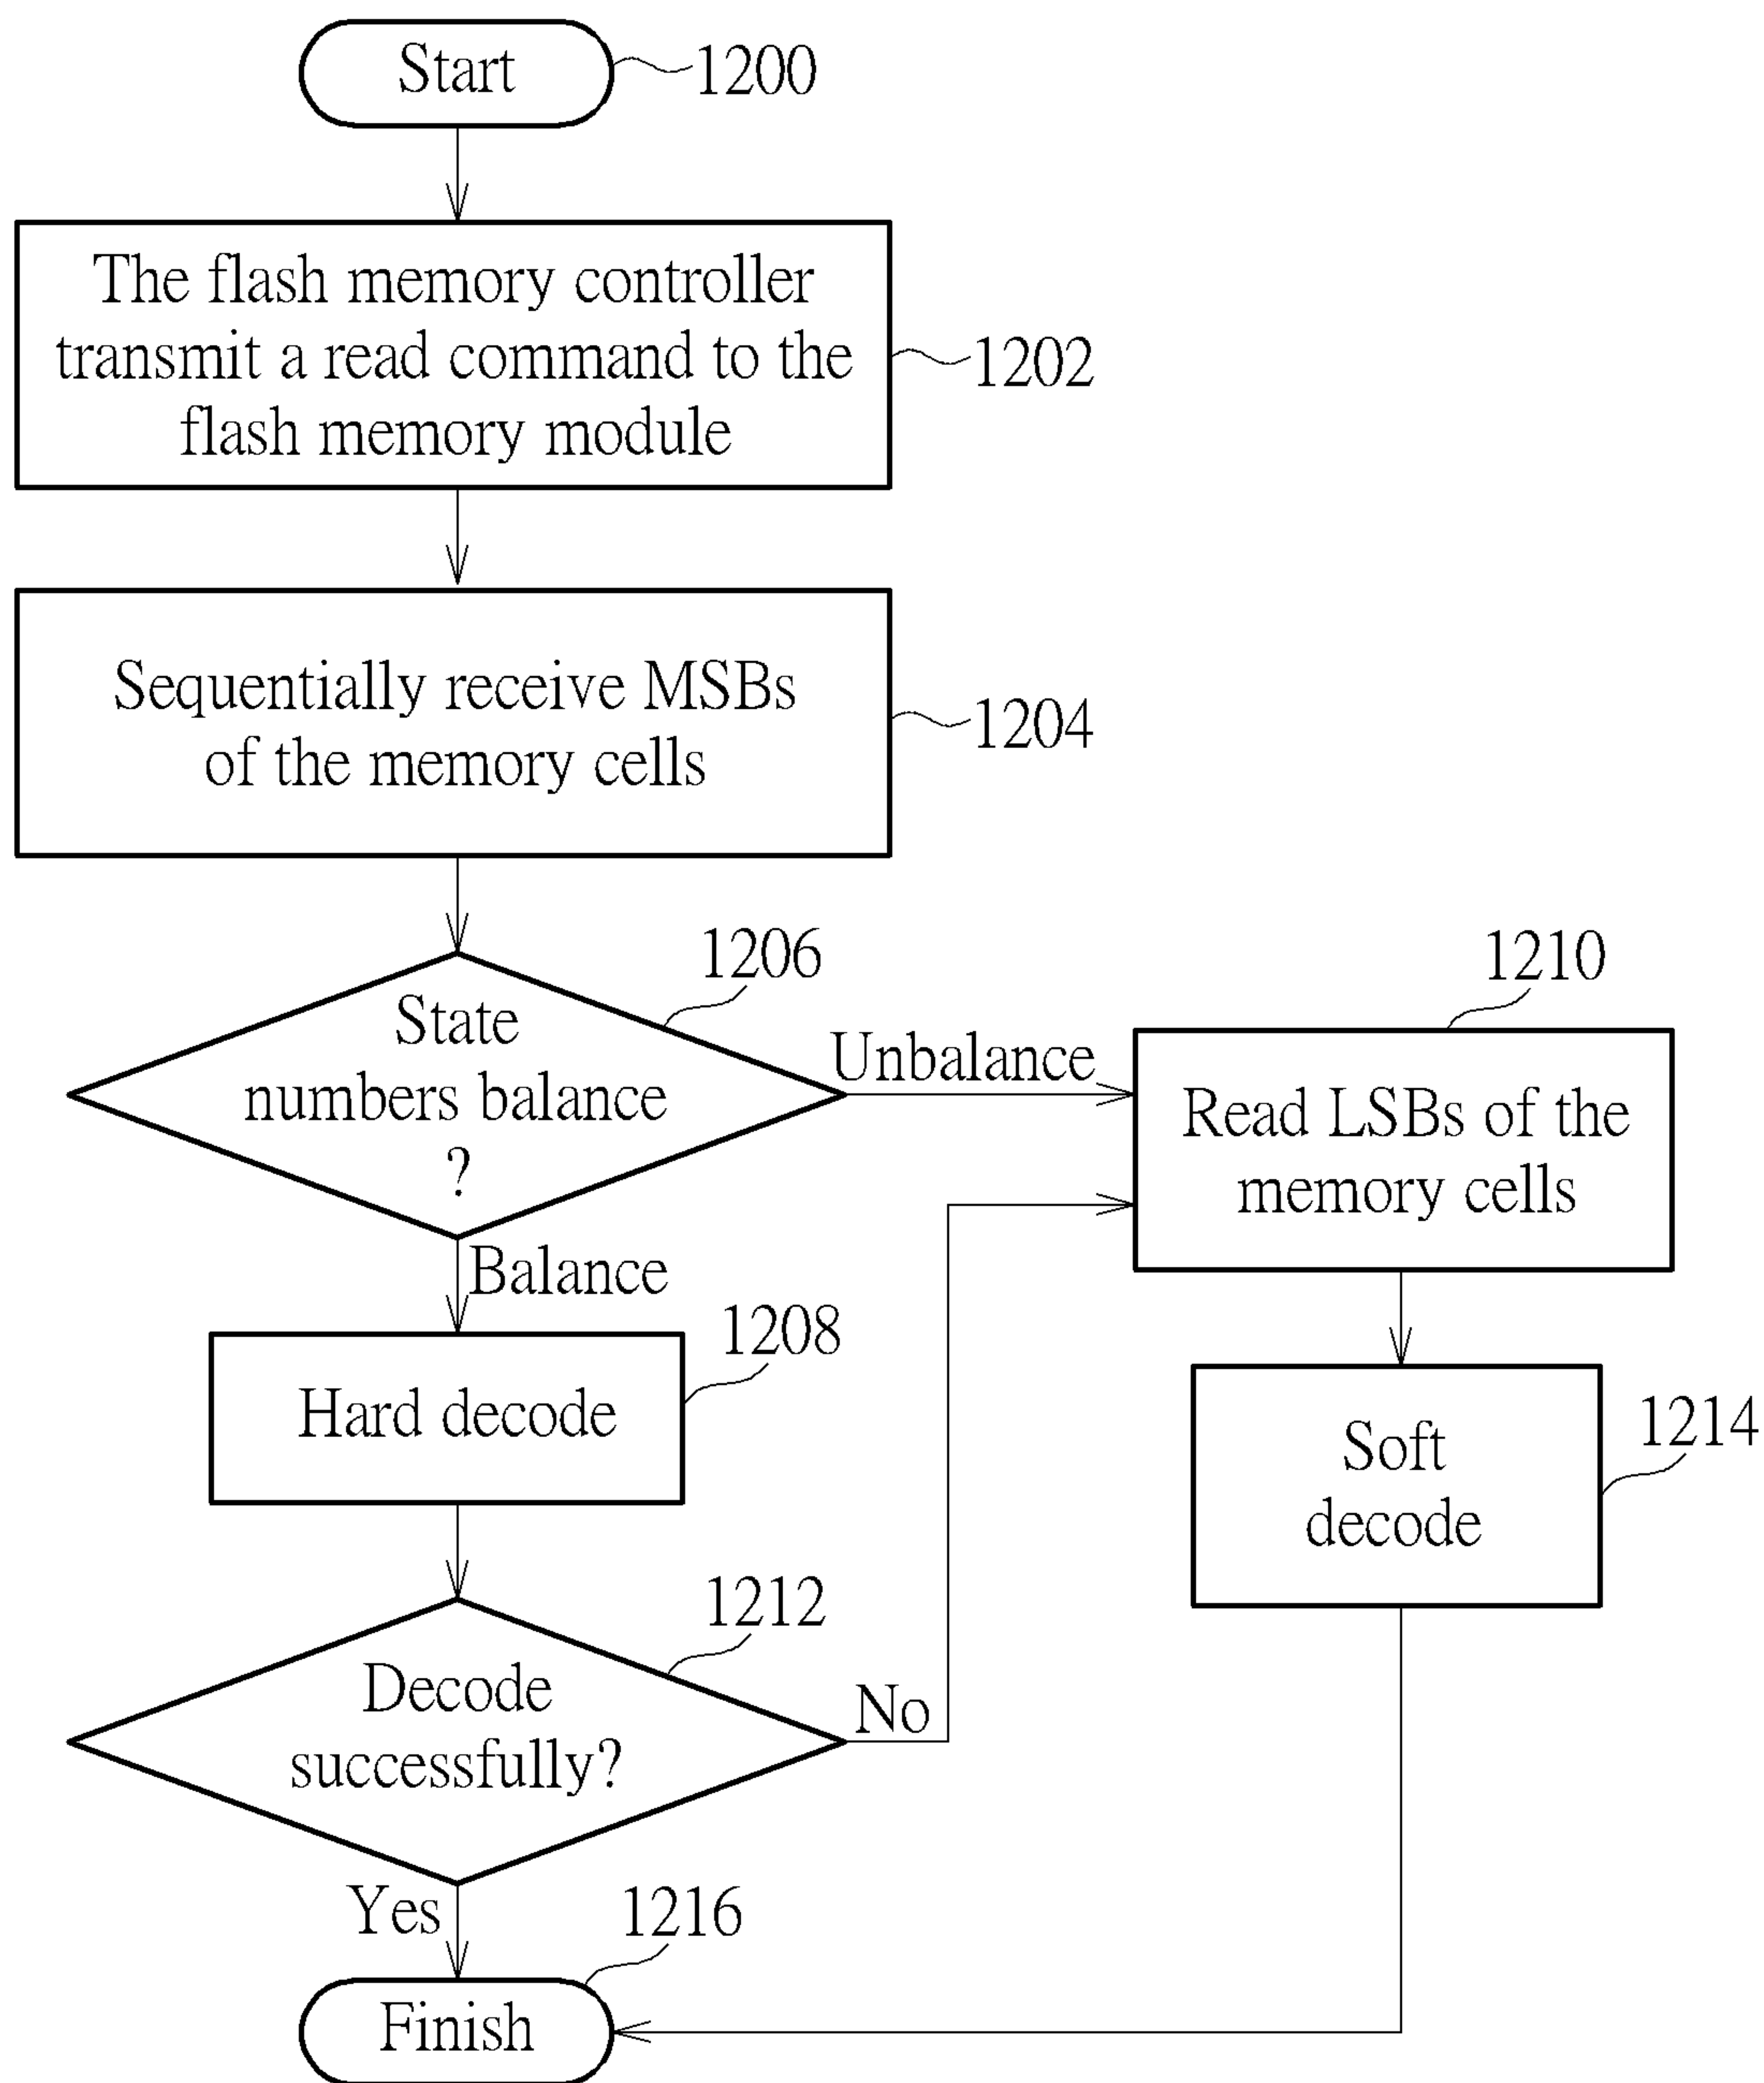 Start
1200
The flash memory controller
transmit a read command to the
flash memory module
1202
Sequentially receive MSBs
of the memory cells
1204
1206
State
numbers balance
?
Unbalance
Balance
1210
Read LSBs of the
memory cells
1208
Hard decode
1214
Soft
decode
1212
Decode
successfully?
No
Yes
1216
Finish